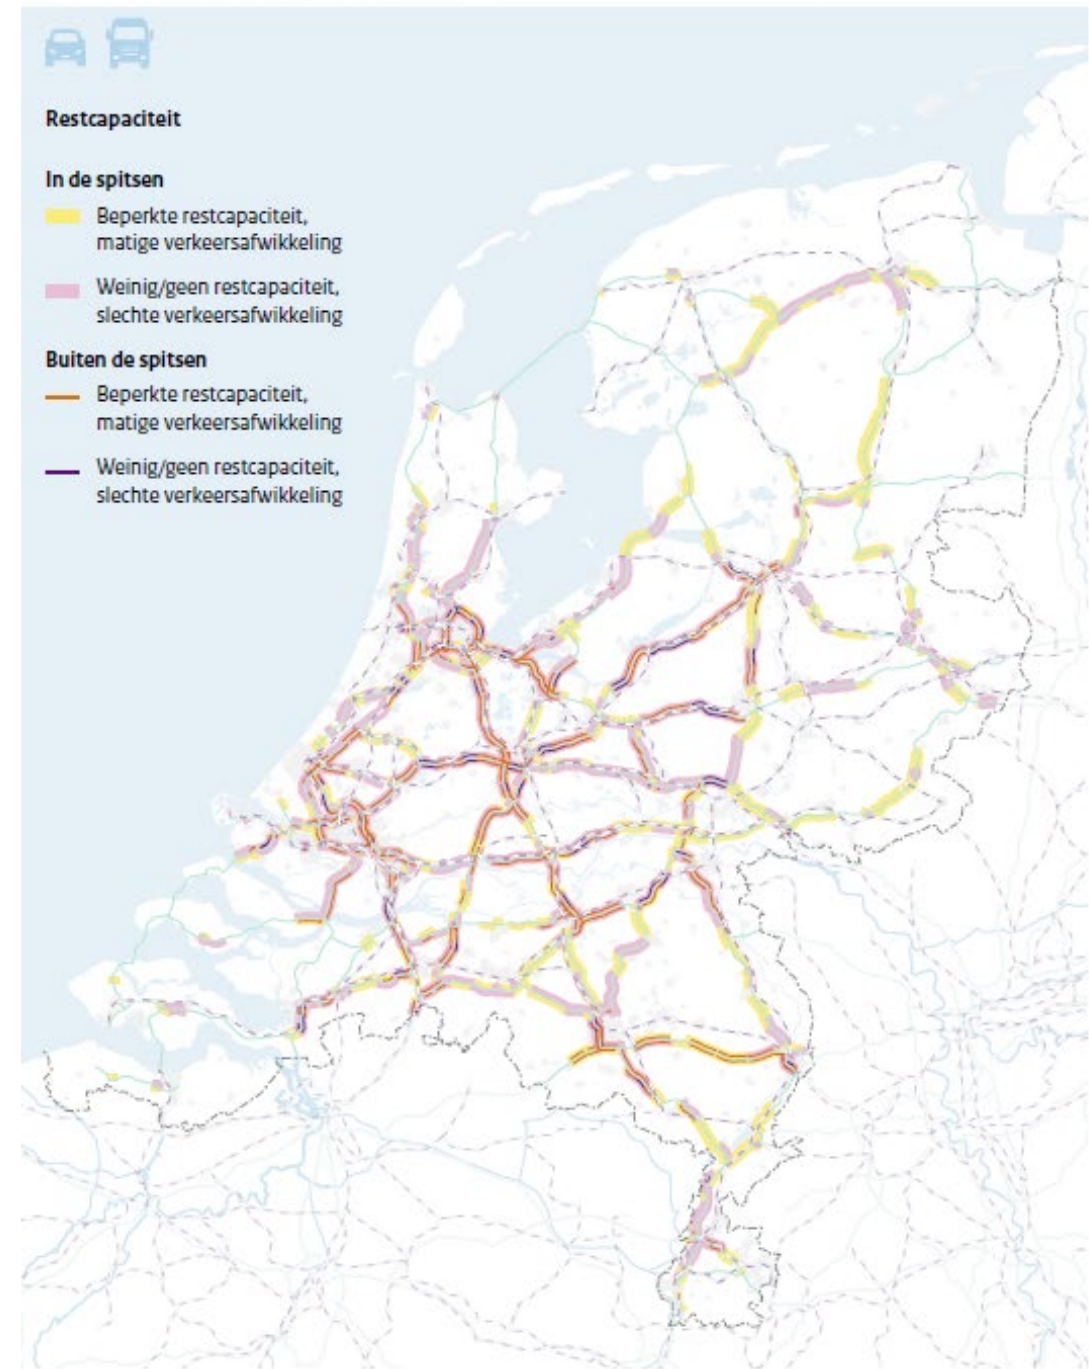 Restcapaciteit
In de spitsen
Beperkte restcapaciteit,
matige verkeersafwikkeling
Weinig/geen restcapaciteit,
slechte verkeersafwikkeling
Buiten de spitsen
Beperkte restcapaciteit,
matige verkeersafwikkeling
Weinig/geen restcapaciteit,
slechte verkeersafwikkeling